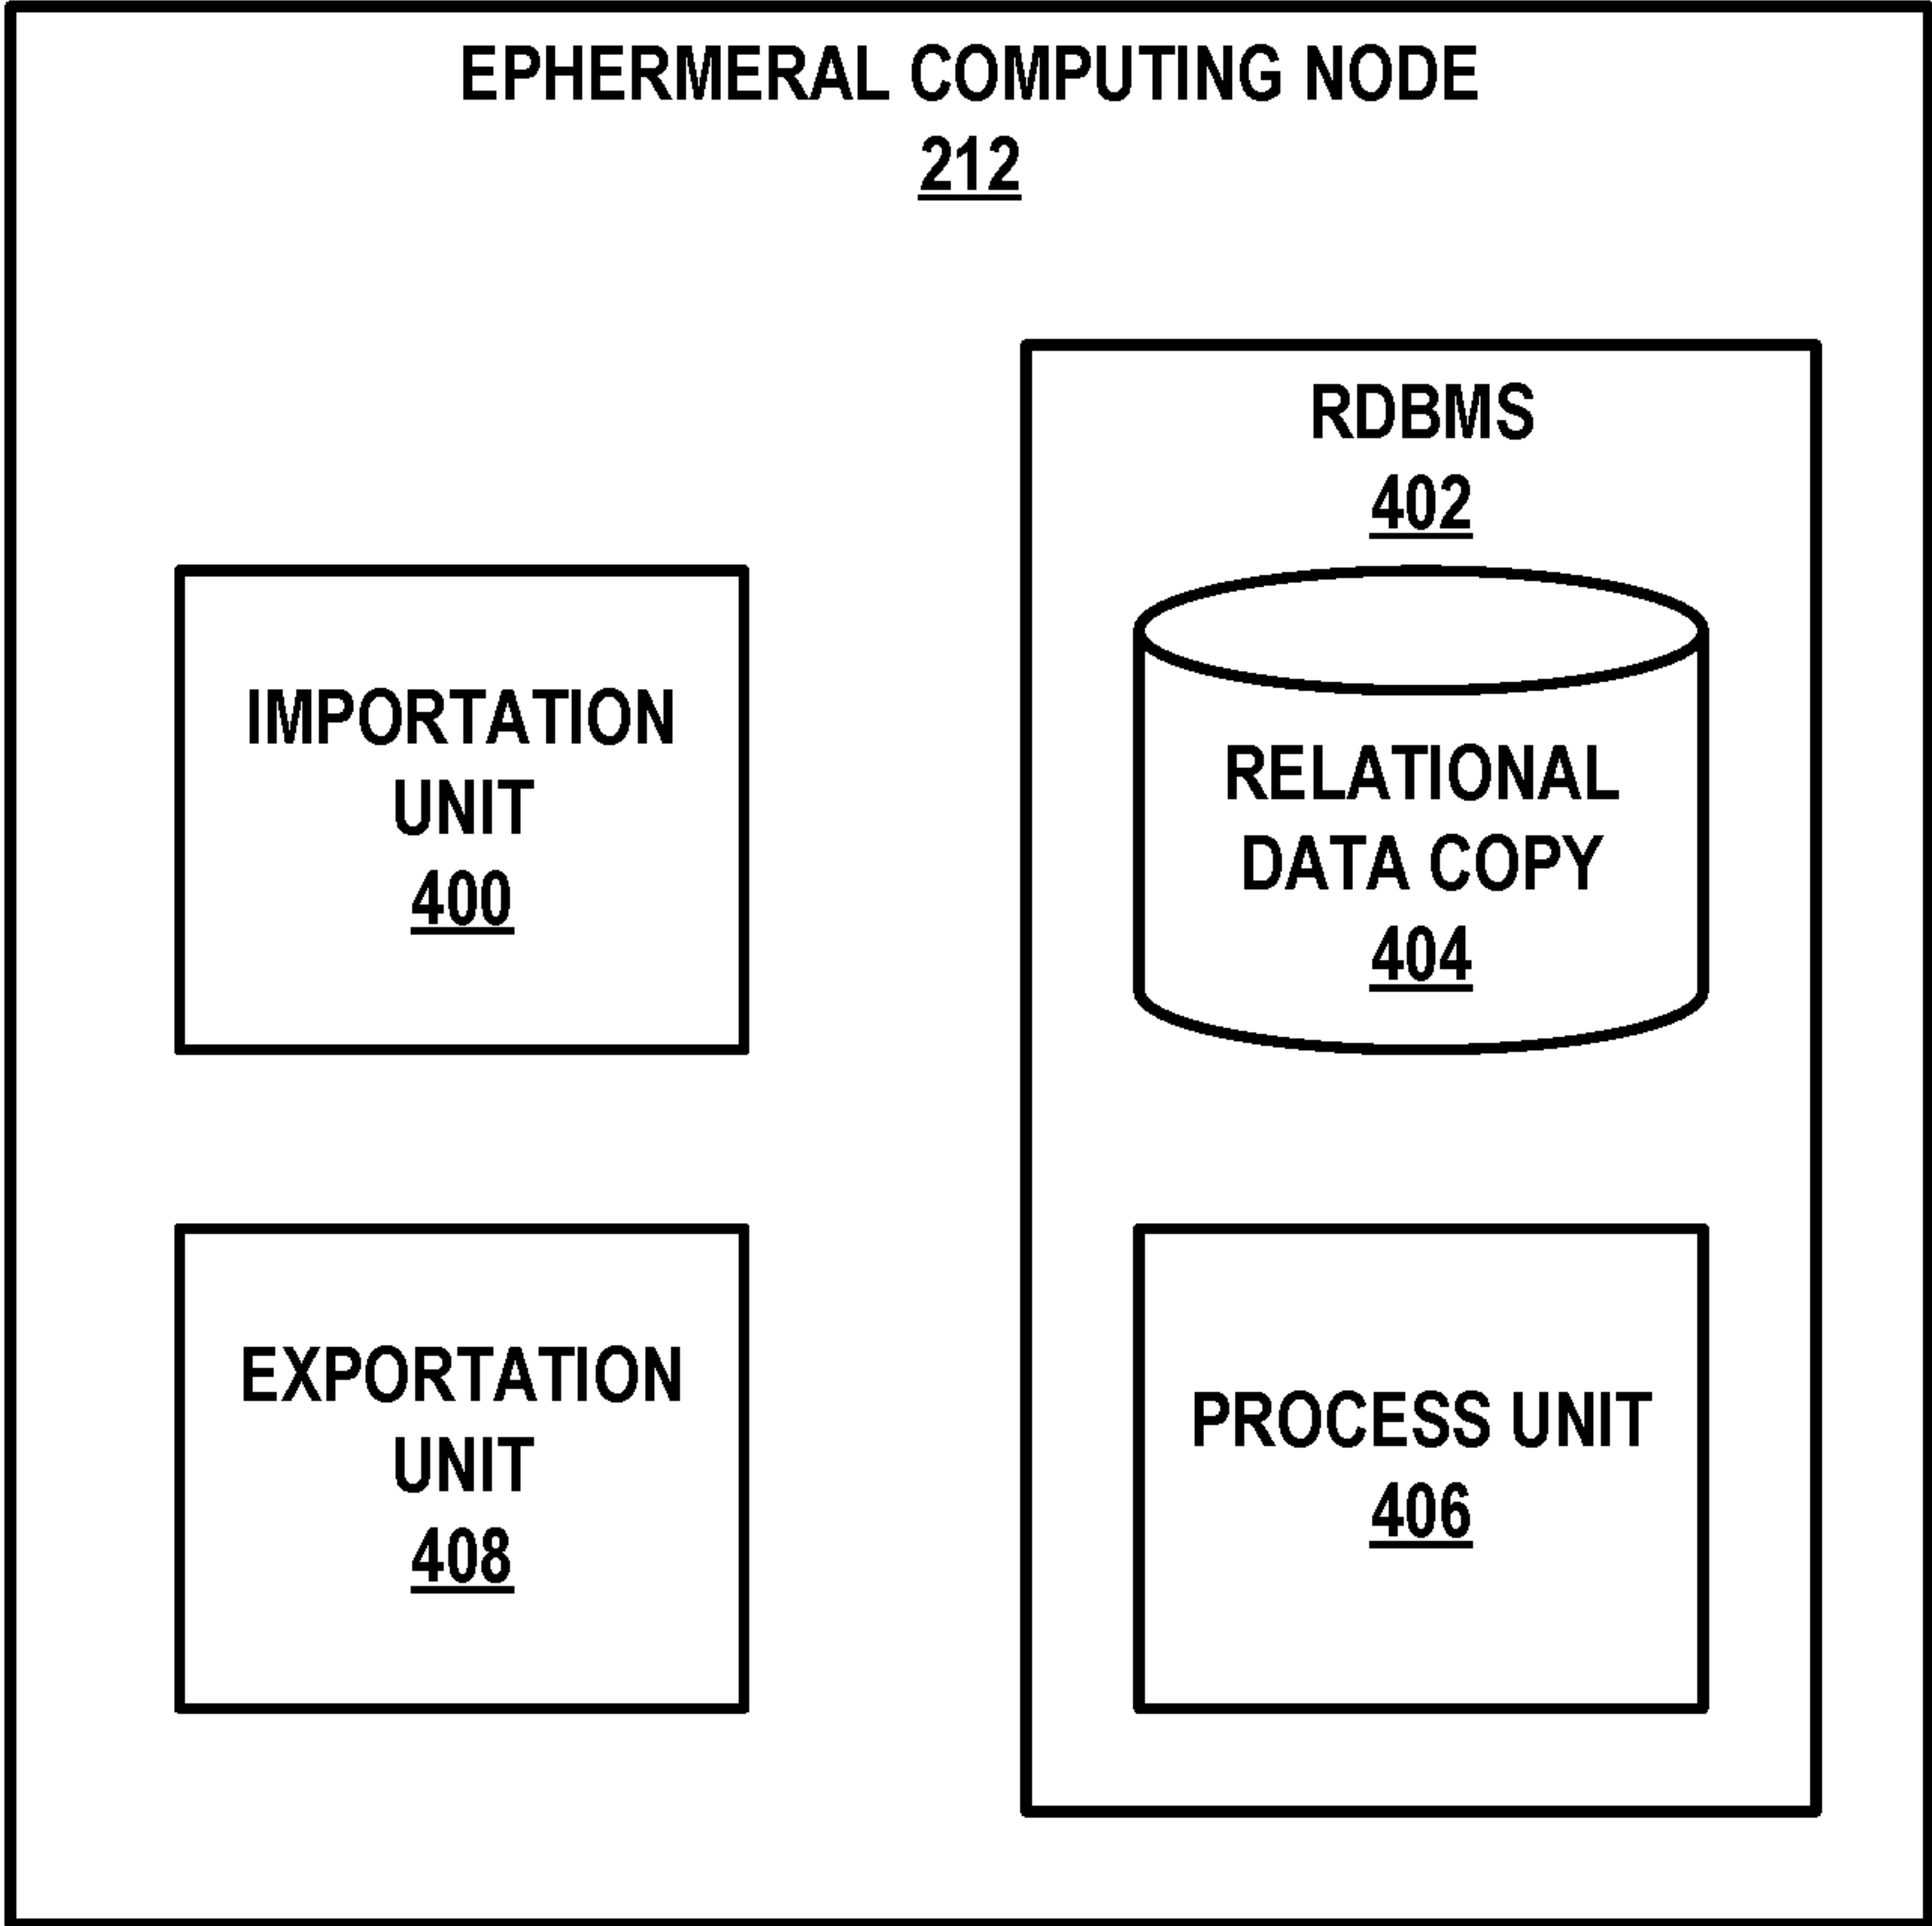 EPHERMERAL COMPUTING NODE
212
RDBMS
402
IMPORTATION
UNIT
400
RELATIONAL
DATA COPY
404
EXPORTATION
UNIT
408
PROCESS UNIT
406